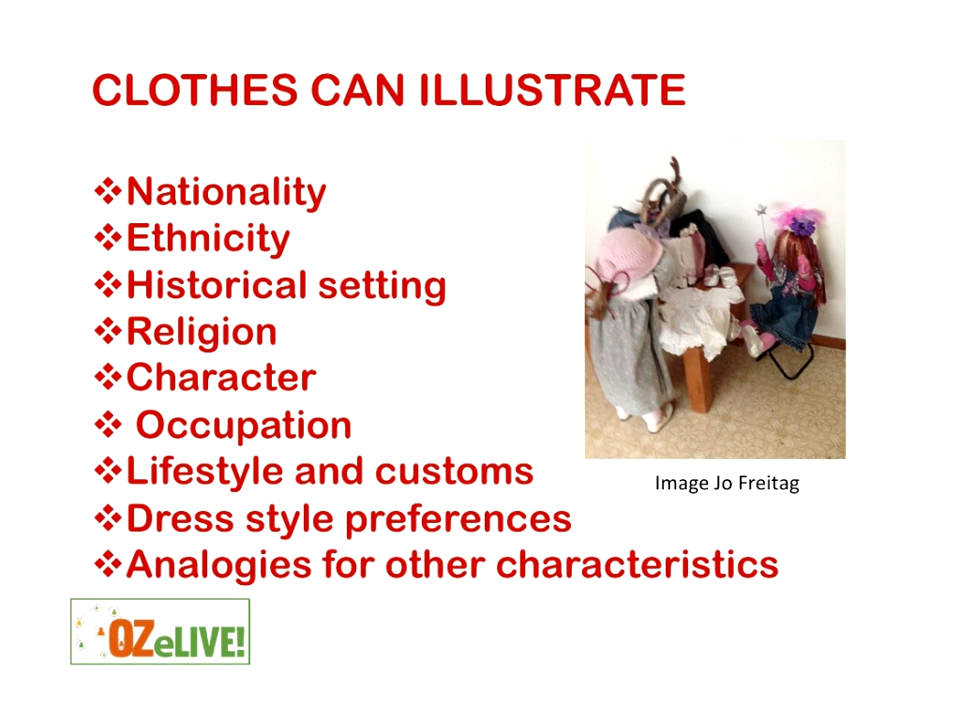 CLOTHES CAN ILLUSTRATE
❖Nationality
❖Ethnicity
❖Historical setting
❖Religion
❖Character
❖ Occupation
❖Lifestyle and customs
❖Dress style preferences
❖Analogies for other characteristics
Image Jo Freitag
OZeLIVE!